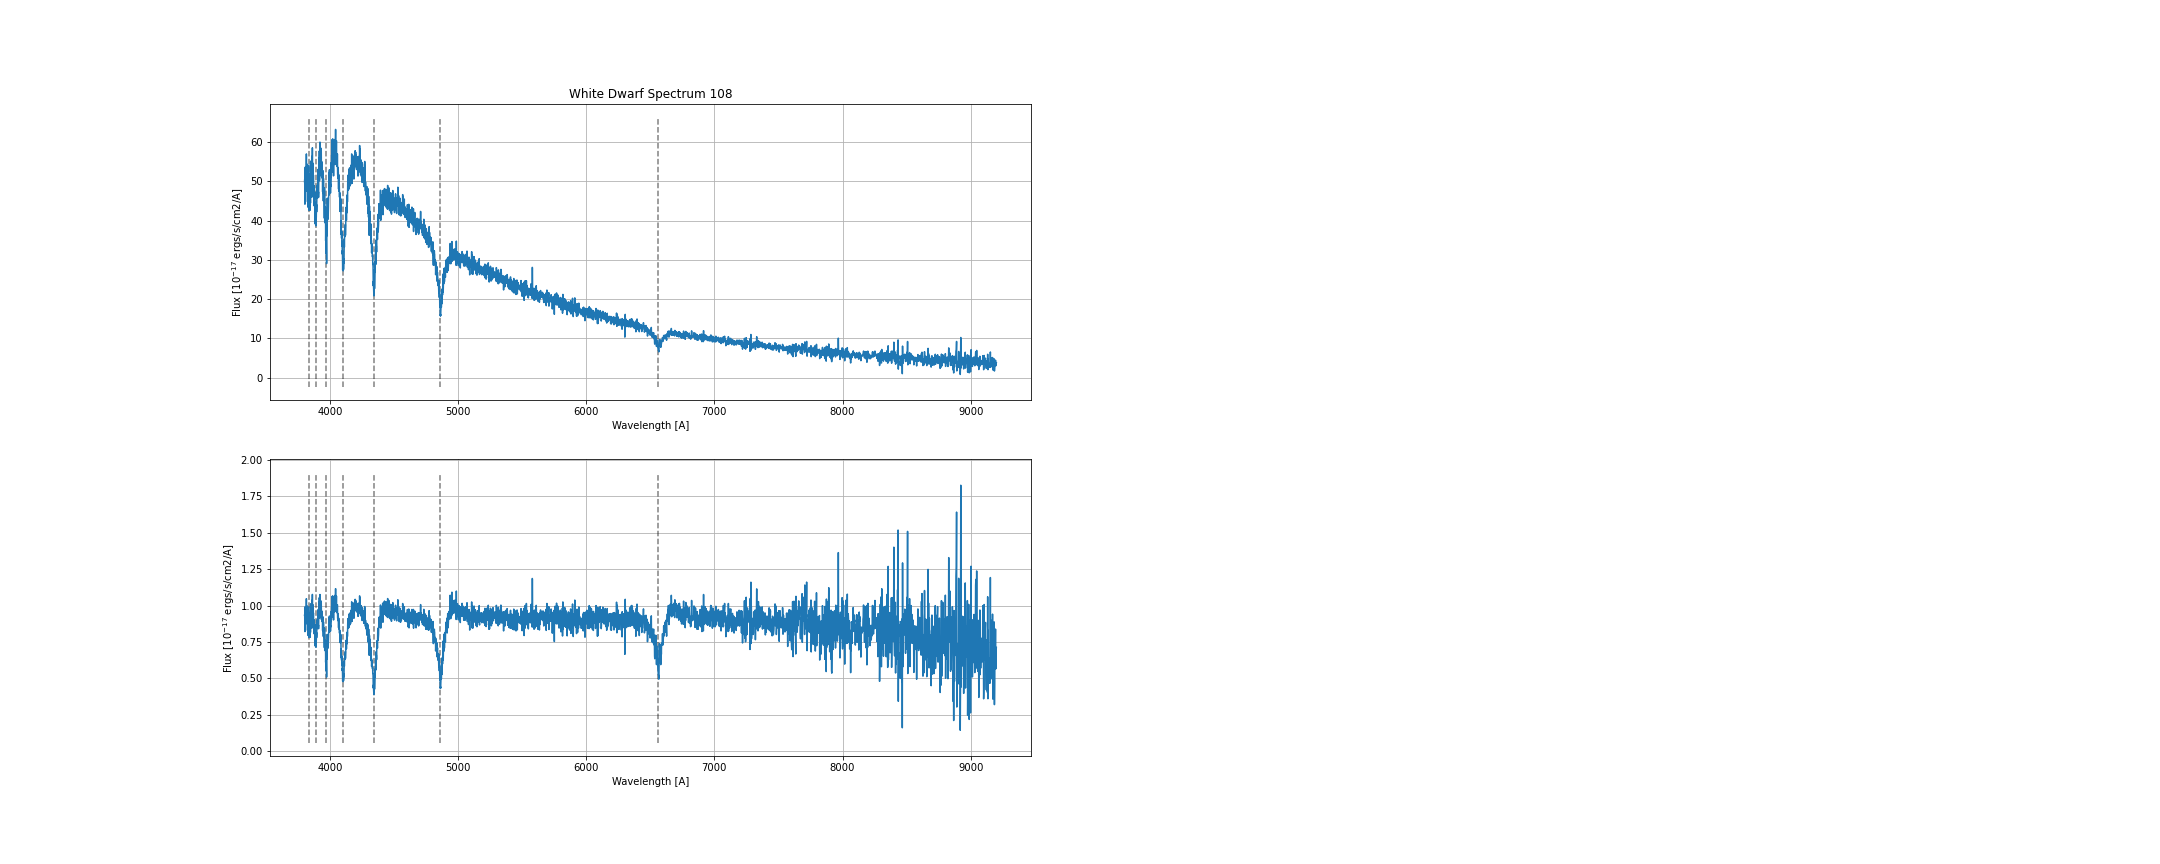 White Dwarf Spectrum 108
60
50
40
30
20
10
0
Flux [10⁻¹⁷ ergs/s/cm2/A]
4000 5000 6000 7000 8000 9000
Wavelength [A]
2.00
1.75
1.50
1.25
1.00
0.75
0.50
0.25
0.00
Flux [10⁻¹⁷ ergs/s/cm2/A]
4000 5000 6000 7000 8000 9000
Wavelength [A]